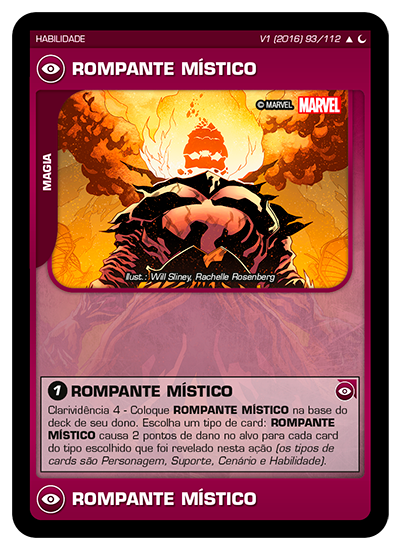 HABILIDADE
V1 (2016) 93/112
ROMPANTE MÍSTICO
© MARVEL MARVEL
MAGIA
Illust.: Will Sliney, Rachelle Rosenberg
1 ROMPANTE MÍSTICO
Clarividência 4 - Coloque ROMPANTE MÍSTICO na base do
deck de seu dono. Escolha um tipo de card: ROMPANTE
MÍSTICO causa 2 pontos de dano no alvo para cada card
do tipo escolhido que foi revelado nesta ação (os tipos de
cards são Personagem, Suporte, Cenário e Habilidade).
ROMPANTE MÍSTICO